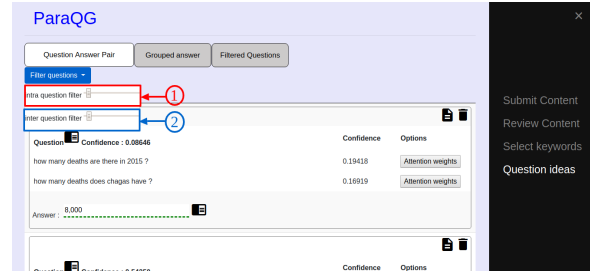 ParaQG
×
Question Answer Pair
Grouped answer
Filtered Questions
Filter questions
ntra question filter
1
nter question filter
2
Question Confidence : 0.08646
Confidence
Options
how many deaths are there in 2015 ?
0.19418
Attention weights
how many deaths does chagas have ?
0.16919
Attention weights
Answer : 8,000
Confidence
Options
Submit Content
Review Content
Select keywords
Question ideas